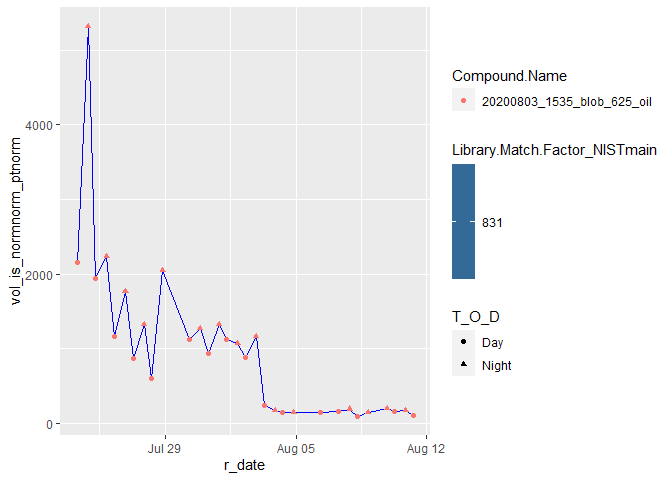 vol_is_normnorm_ptnorm
4000
2000
0
Jul 29
Aug 05
Aug 12
r_date
Compound.Name
20200803_1535_blob_625_oil
Library.Match.Factor_NISTmain
831
T_O_D
Day
Night